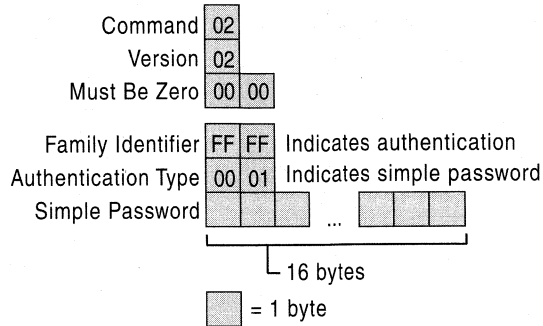 Command 02
Version 02
Must Be Zero 00 00
Family Identifier FF FF Indicates authentication
Authentication Type 00 01 Indicates simple password
Simple Password ...
16 bytes
= 1 byte